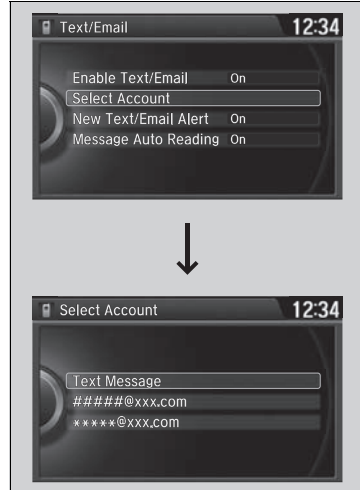 Text/Email 12:34
Enable Text/Email On
Select Account
New Text/Email Alert On
Message Auto Reading On
Select Account 12:34
Text Message
#####@xxx.com
*****@xxx.com